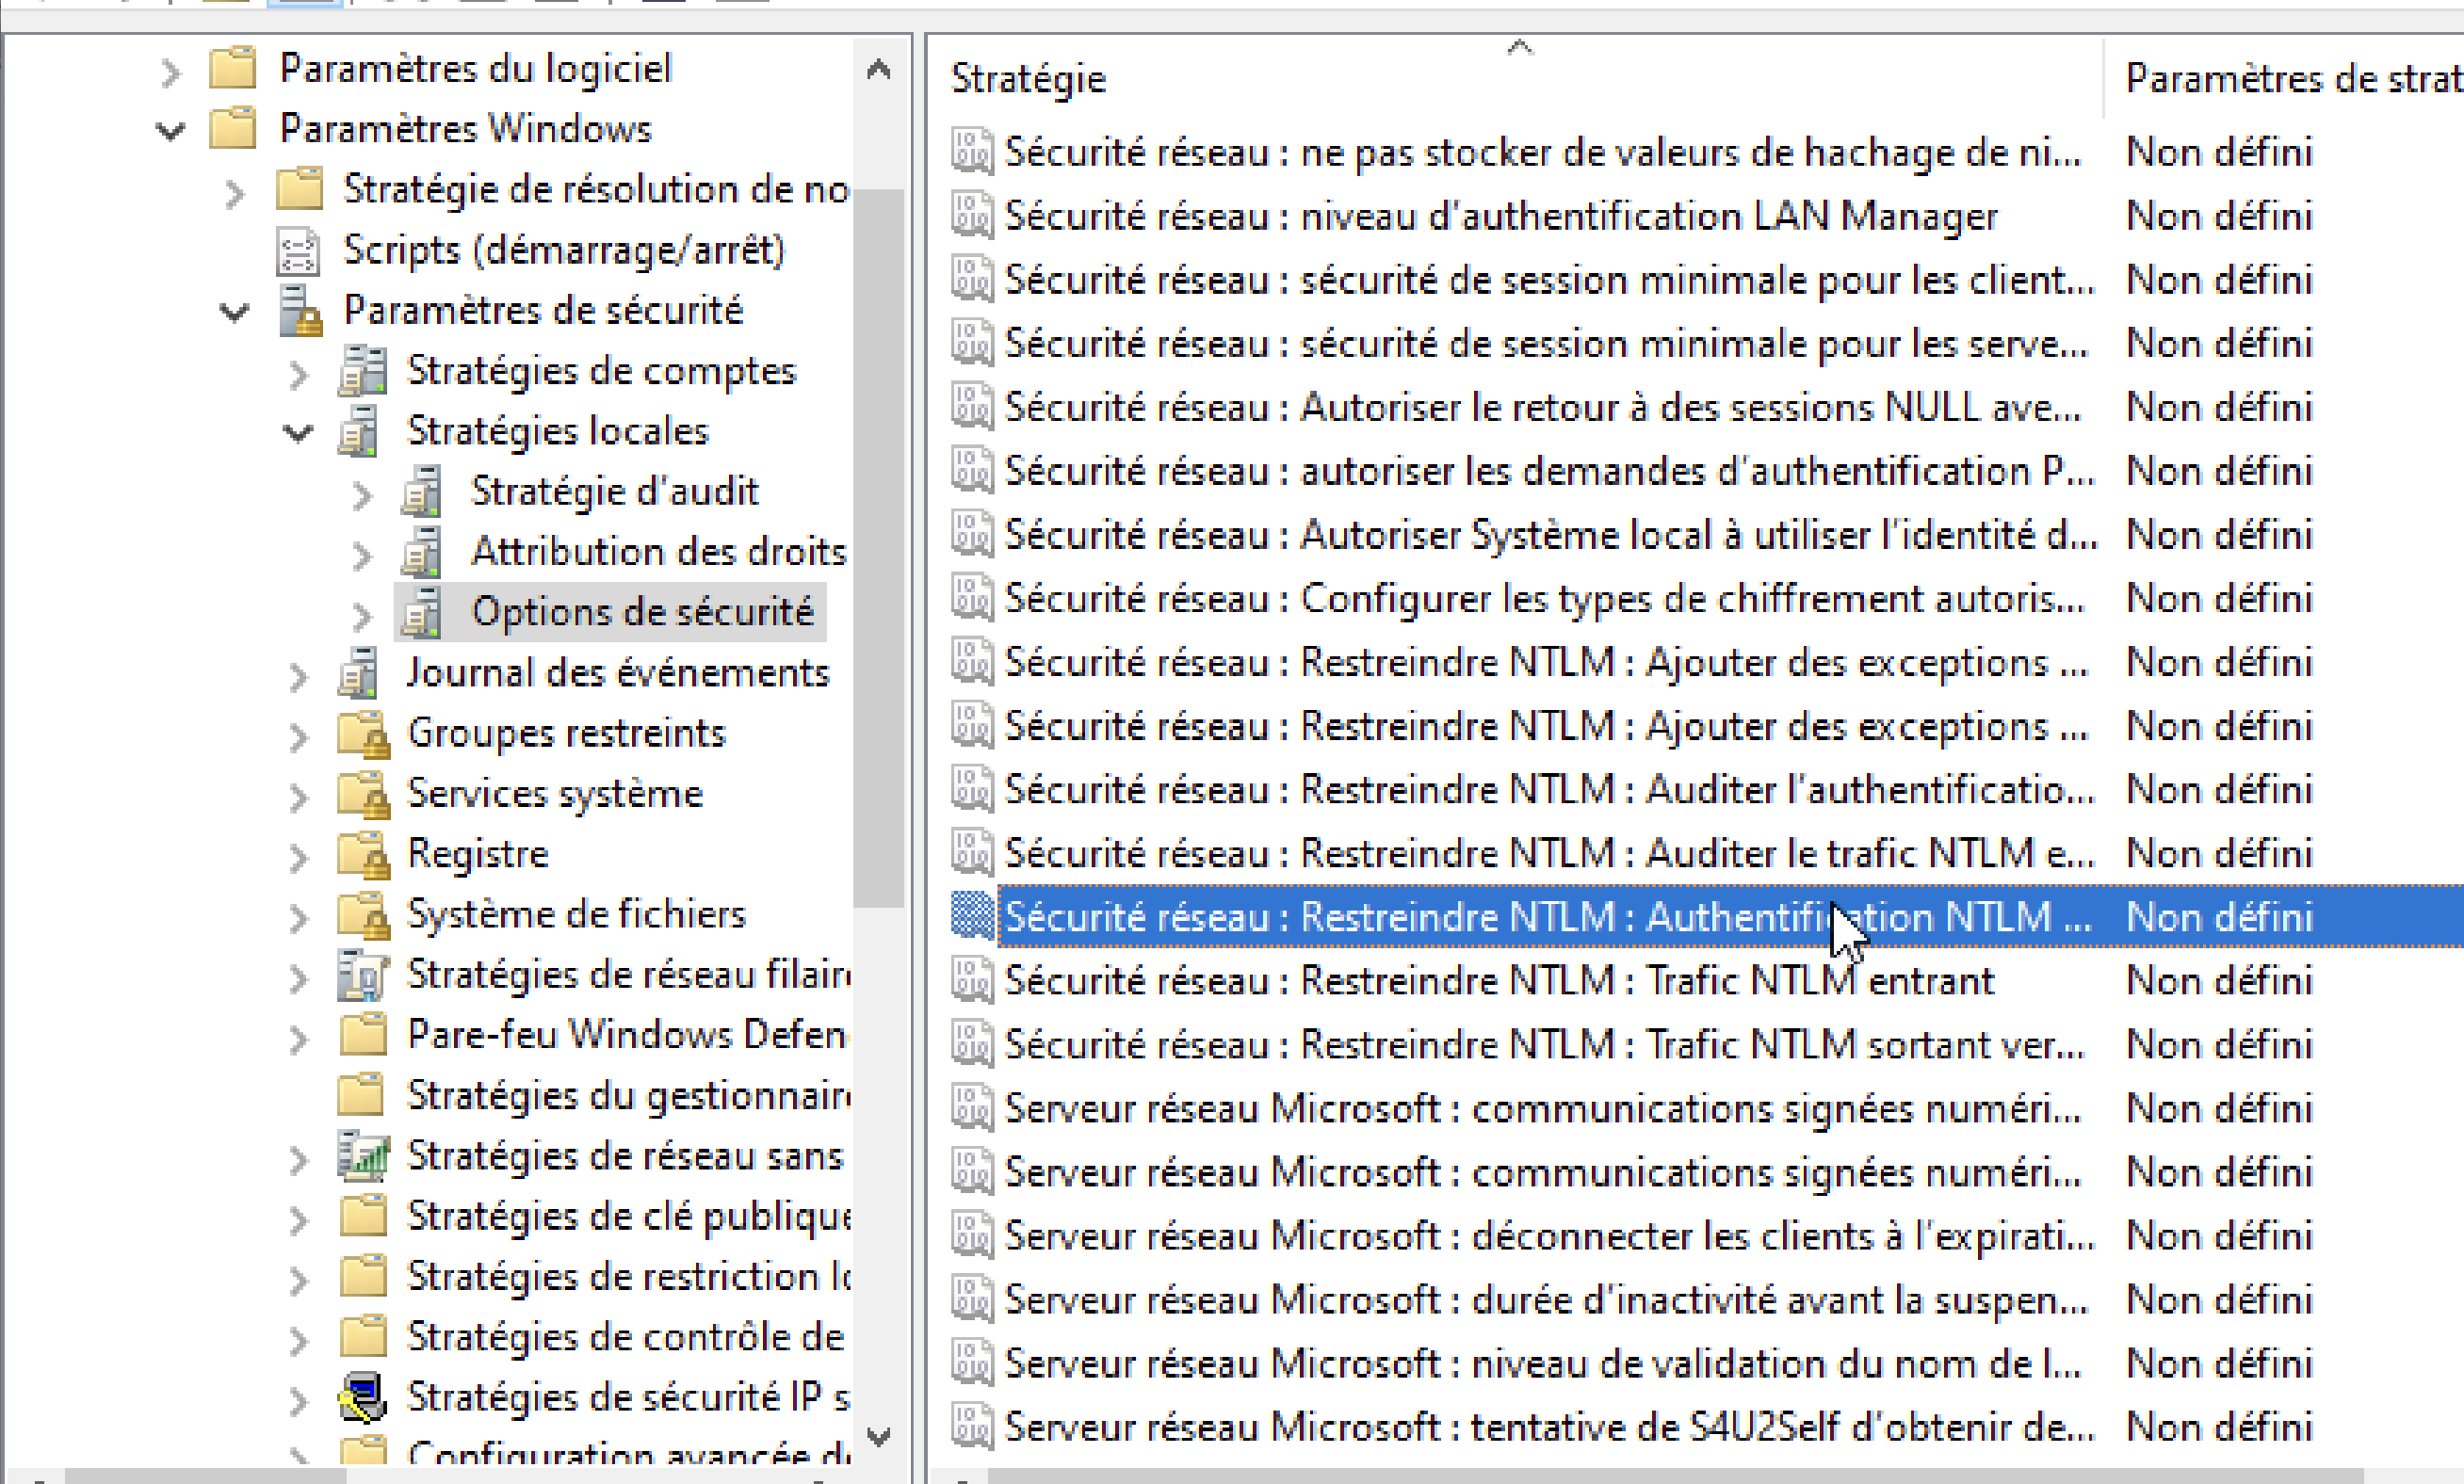 Paramètres du logiciel
Paramètres Windows
Stratégie de résolution de no
Scripts (démarrage/arrêt)
Paramètres de sécurité
Stratégies de comptes
Stratégies locales
Stratégie d'audit
Attribution des droits
Options de sécurité
Journal des événements
Groupes restreints
Services système
Registre
Système de fichiers
Stratégies de réseau filair
Pare-feu Windows Defen
Stratégies du gestionnair
Stratégies de réseau sans
Stratégies de clé publique
Stratégies de restriction lo
Stratégies de contrôle de
Stratégies de sécurité IP s
Configuration avancée d
Stratégie Paramètres de strat
Sécurité réseau : ne pas stocker de valeurs de hachage de ni... Non défini
Sécurité réseau : niveau d'authentification LAN Manager Non défini
Sécurité réseau : sécurité de session minimale pour les client... Non défini
Sécurité réseau : sécurité de session minimale pour les serve... Non défini
Sécurité réseau : Autoriser le retour à des sessions NULL ave... Non défini
Sécurité réseau : autoriser les demandes d'authentification P... Non défini
Sécurité réseau : Autoriser Système local à utiliser l'identité d... Non défini
Sécurité réseau : Configurer les types de chiffrement autoris... Non défini
Sécurité réseau : Restreindre NTLM : Ajouter des exceptions ... Non défini
Sécurité réseau : Restreindre NTLM : Ajouter des exceptions ... Non défini
Sécurité réseau : Restreindre NTLM : Auditer l'authentificatio... Non défini
Sécurité réseau : Restreindre NTLM : Auditer le trafic NTLM e... Non défini
Sécurité réseau : Restreindre NTLM : Authentification NTLM ... Non défini
Sécurité réseau : Restreindre NTLM : Trafic NTLM entrant Non défini
Sécurité réseau : Restreindre NTLM : Trafic NTLM sortant ver... Non défini
Serveur réseau Microsoft : communications signées numéri... Non défini
Serveur réseau Microsoft : communications signées numéri... Non défini
Serveur réseau Microsoft : déconnecter les clients à l'expirati... Non défini
Serveur réseau Microsoft : durée d'inactivité avant la suspen... Non défini
Serveur réseau Microsoft : niveau de validation du nom de l... Non défini
Serveur réseau Microsoft : tentative de S4U2Self d'obtenir de... Non défini